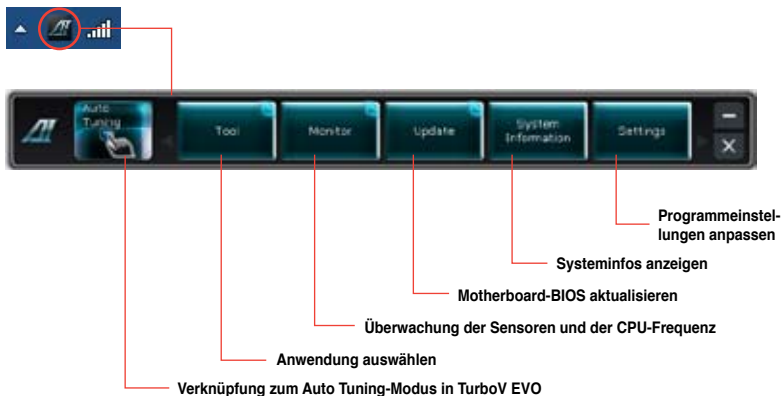 Auto
Tuning
Tool
Monitor
Update
System
Information
Settings
Programmeinstel-
lungen anpassen
Systeminfos anzeigen
Motherboard-BIOS aktualisieren
Überwachung der Sensoren und der CPU-Frequenz
Anwendung auswählen
Verknüpfung zum Auto Tuning-Modus in TurboV EVO